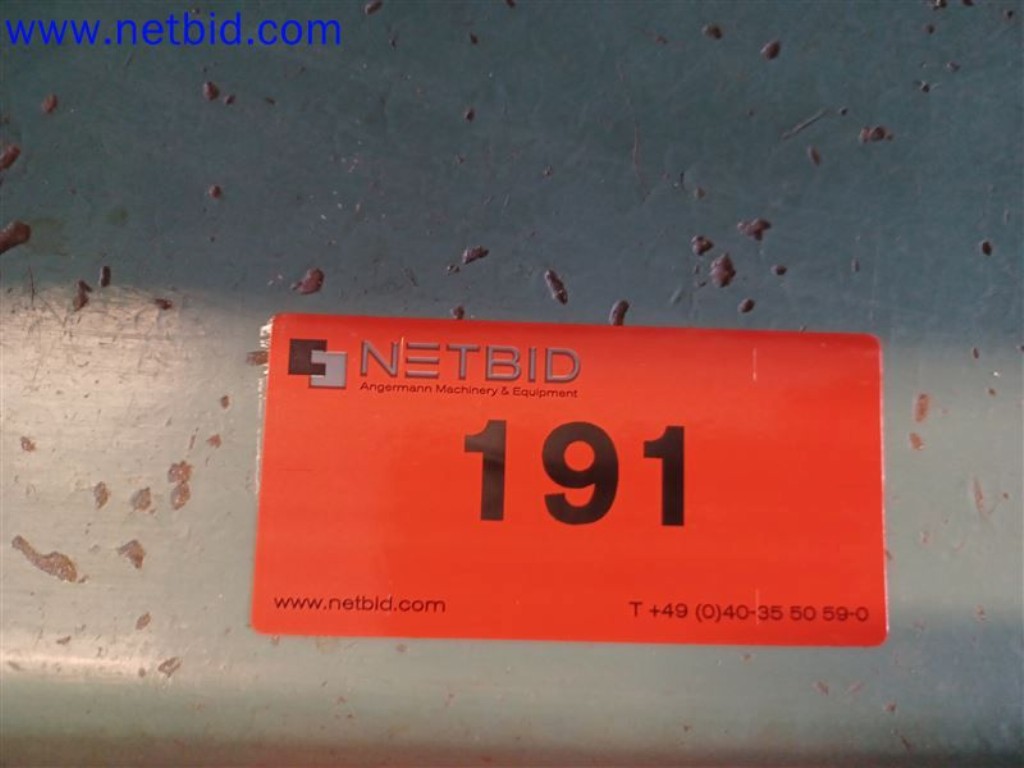 www.netbid.com
NETBID
Angermann Machinery & Equipment
191
www.netbid.com
T +49 (0)40-35 50 59-0